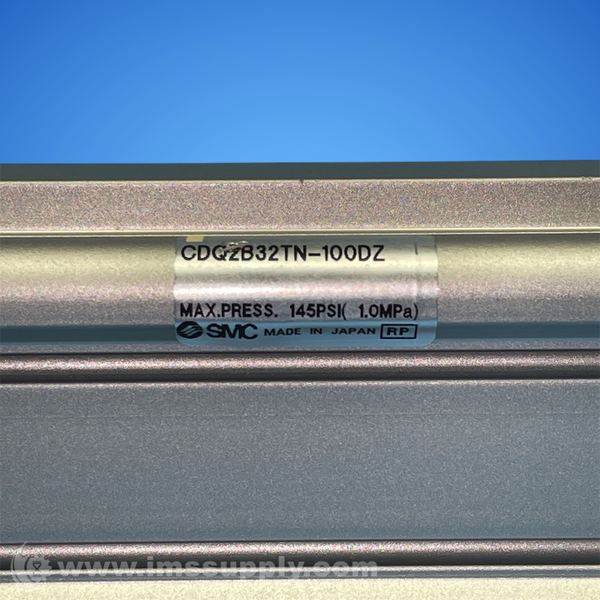 CDQ2B32TN-100DZ
MAX.PRESS. 145PSI( 1.0MPa)
SMC MADE IN JAPAN RP
www.imssupply.com